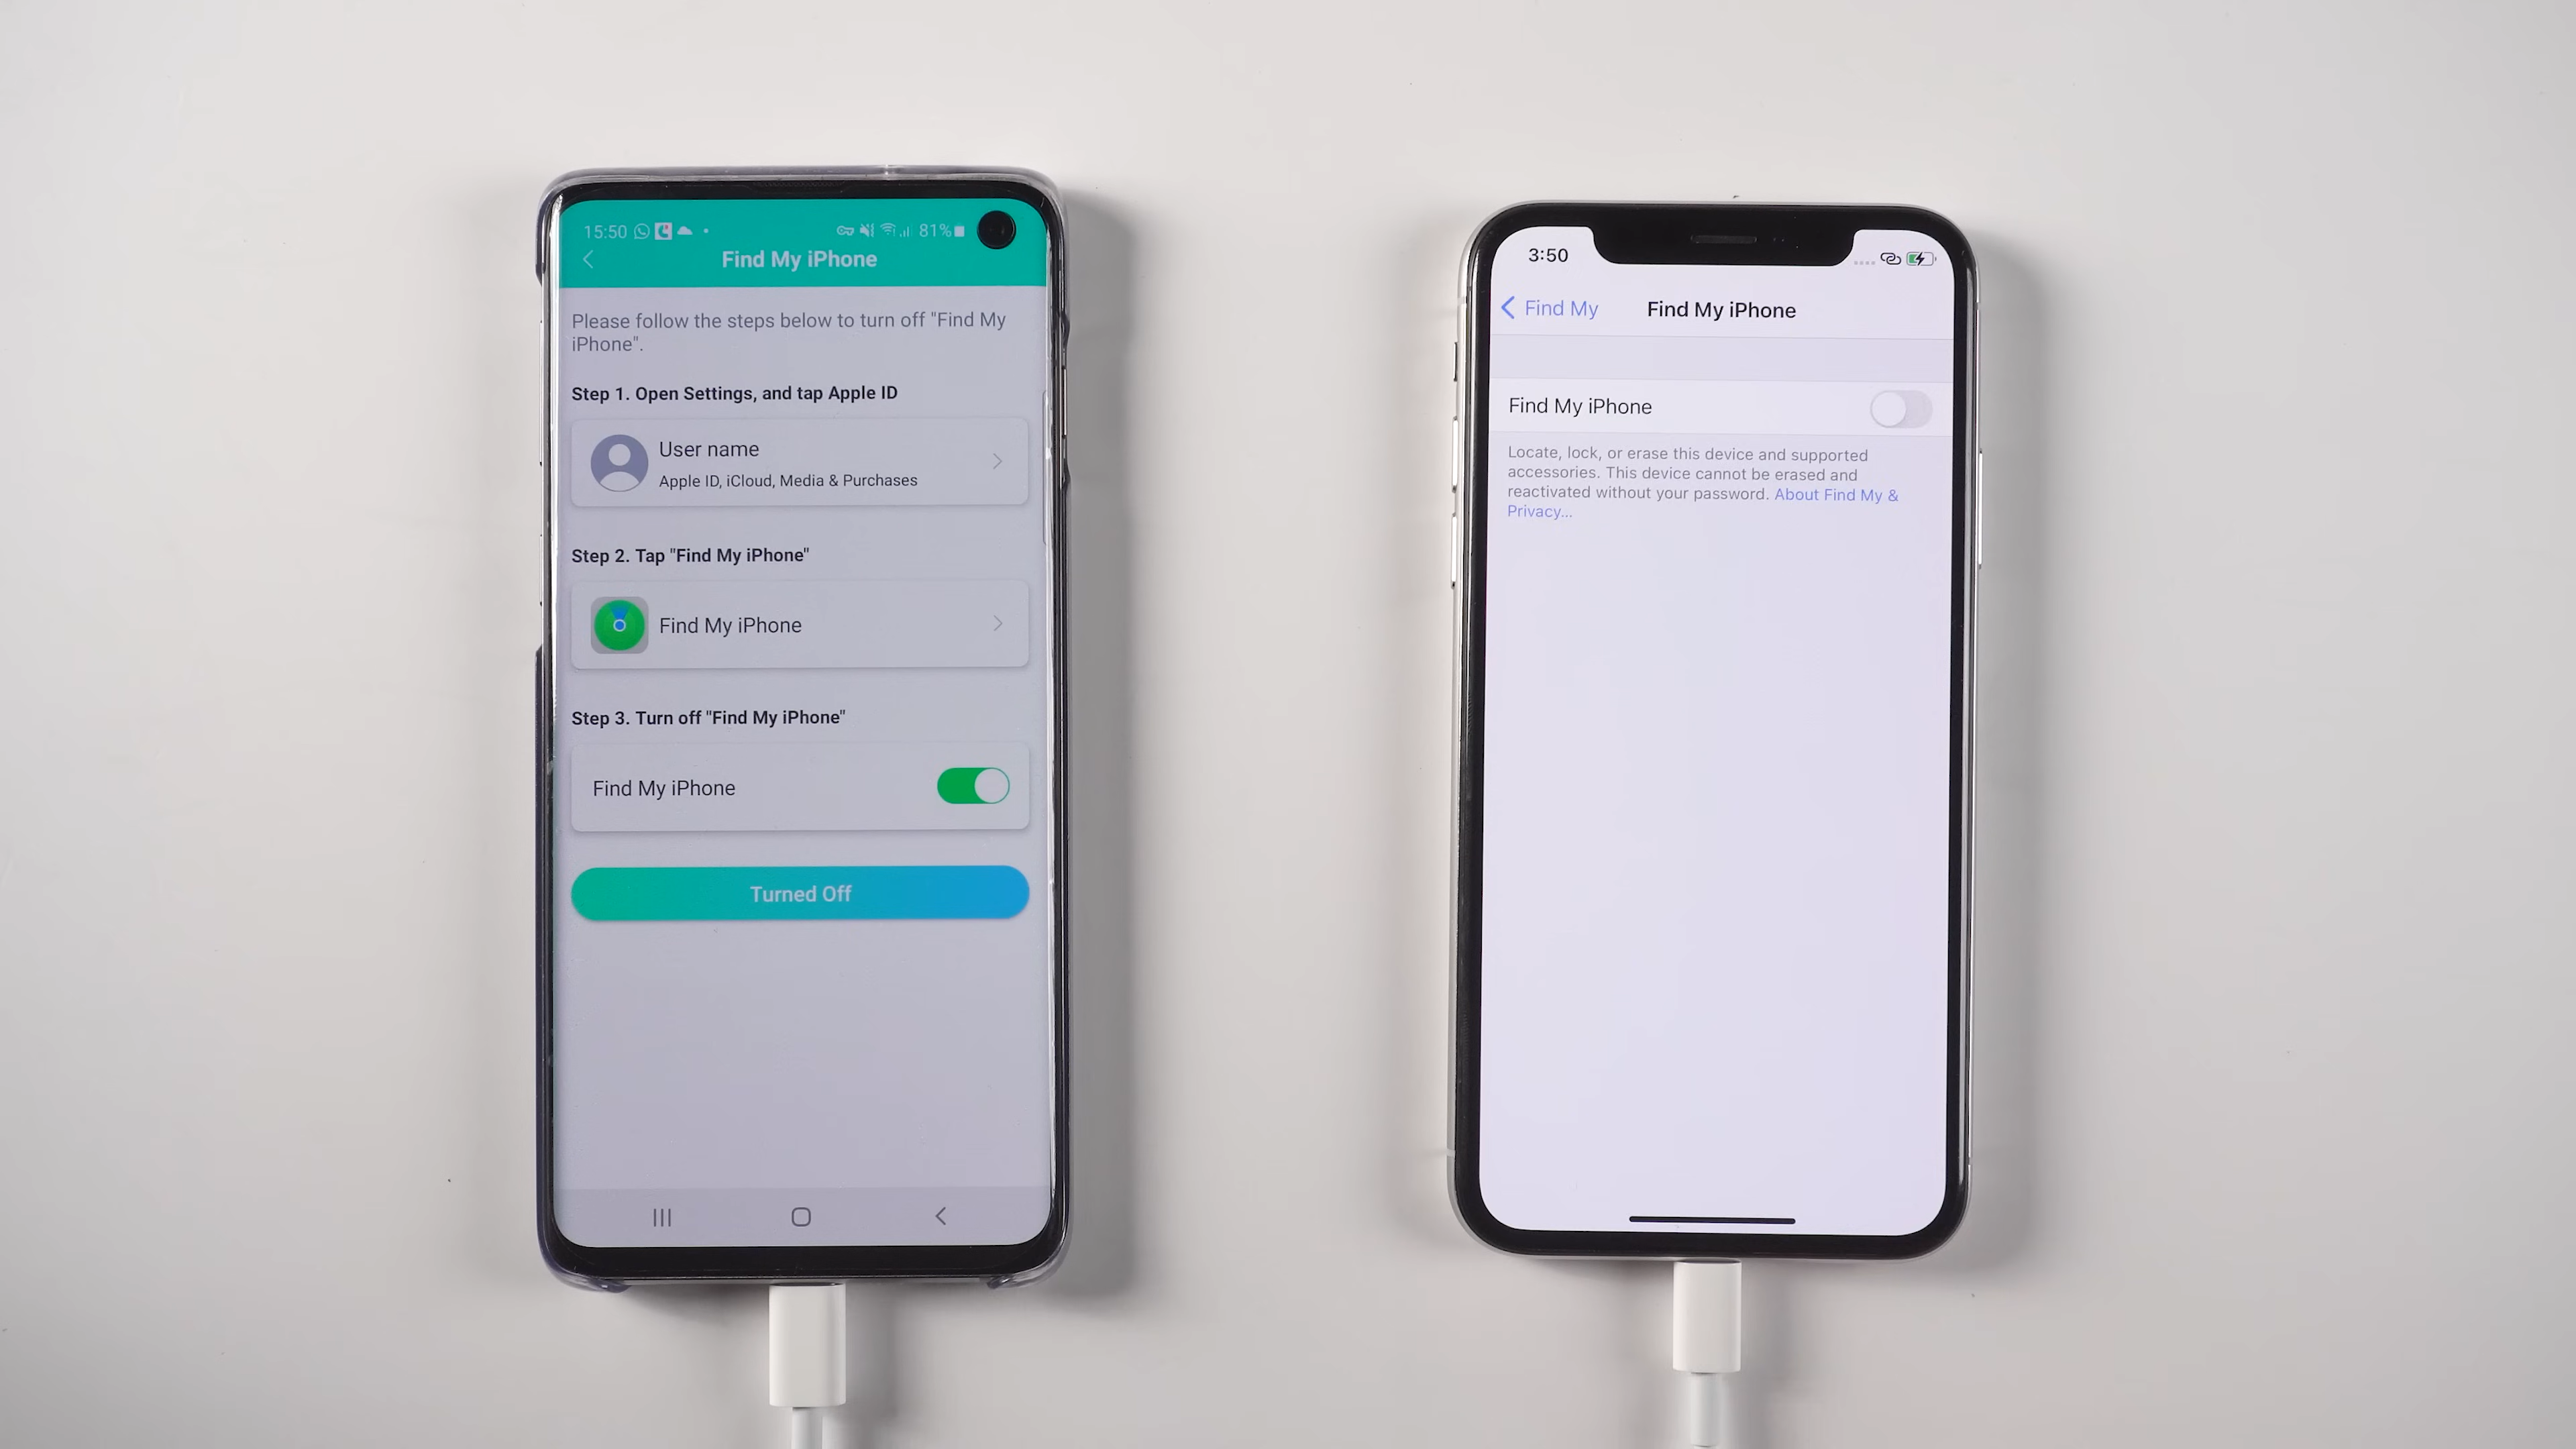 15:50
81%
Find My iPhone
Please follow the steps below to turn off "Find My
iPhone".
Step 1. Open Settings, and tap Apple ID
User name
Apple ID, iCloud, Media & Purchases
Step 2. Tap "Find My iPhone"
Find My iPhone
Step 3. Turn off "Find My iPhone"
Find My iPhone
Turned Off
3:50
Find My
Find My iPhone
Find My iPhone
Locate, lock, or erase this device and supported
accessories. This device cannot be erased and
reactivated without your password. About Find My &
Privacy...